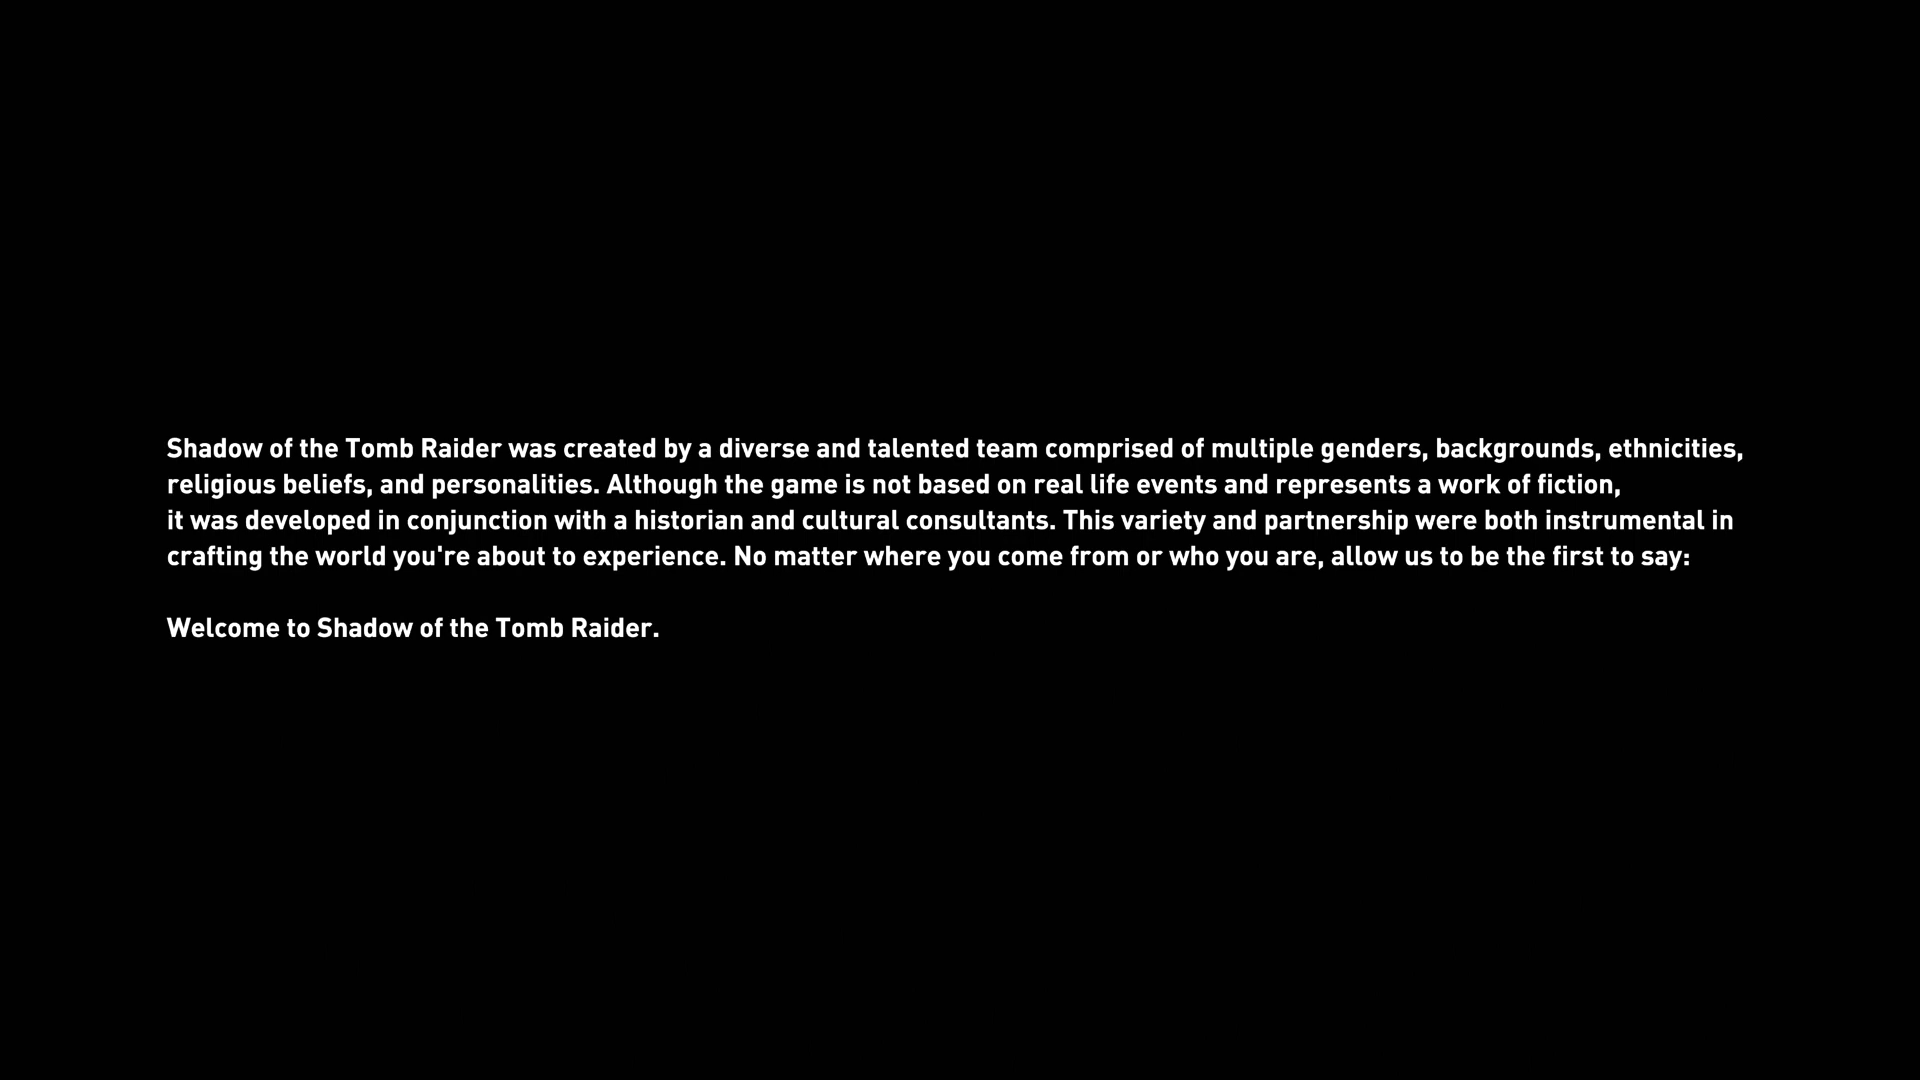 Shadow of the Tomb Raider was created by a diverse and talented team comprised of multiple genders, backgrounds, ethnicities,
religious beliefs, and personalities. Although the game is not based on real life events and represents a work of fiction,
it was developed in conjunction with a historian and cultural consultants. This variety and partnership were both instrumental in
crafting the world you're about to experience. No matter where you come from or who you are, allow us to be the first to say:
Welcome to Shadow of the Tomb Raider.